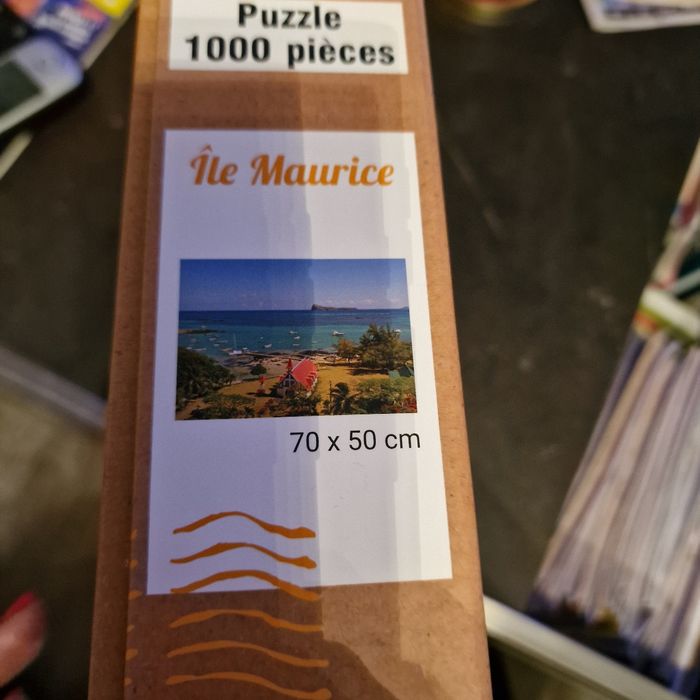 Puzzle
1000 pièces
Île Maurice
70 x 50 cm